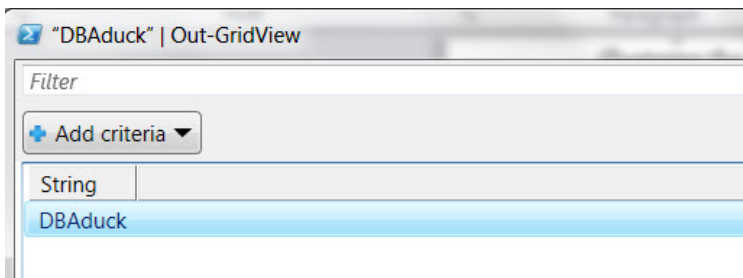 “DBAduck” | Out-GridView
Filter
Add criteria
String
DBAduck